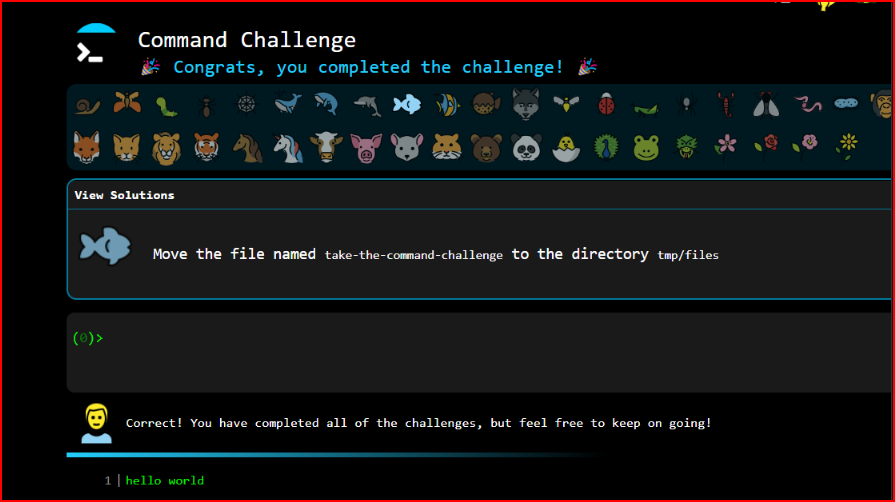 Command Challenge
🎉 Congrats, you completed the challenge! 🎉
View Solutions
Move the file named take-the-command-challenge to the directory tmp/files
(0)>
Correct! You have completed all of the challenges, but feel free to keep on going!
1 | hello world